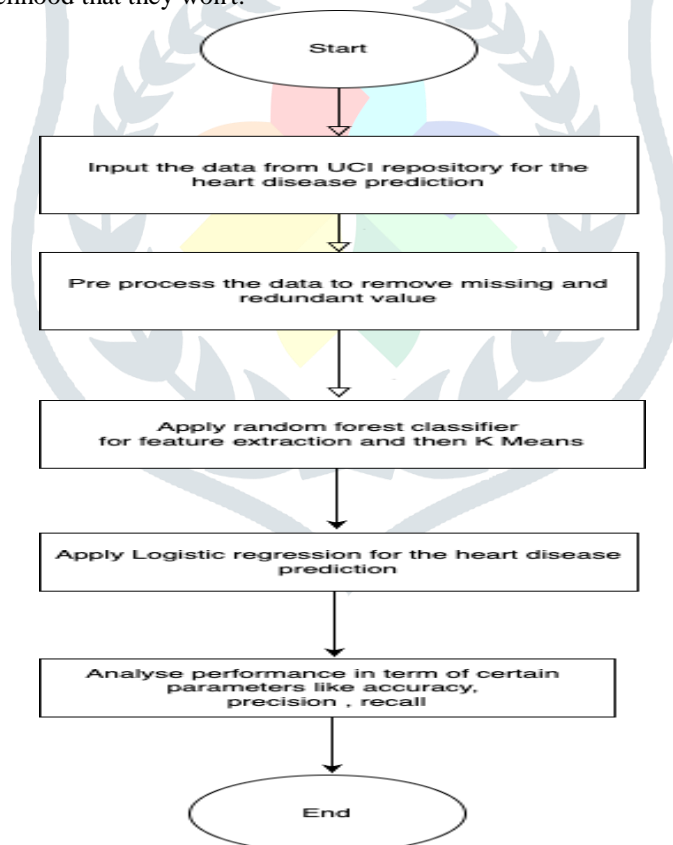 that they won't.
Start
Input the data from UCI repository for the
heart disease prediction
Pre process the data to remove missing and
redundant value
Apply random forest classifier
for feature extraction and then K Means
Apply Logistic regression for the heart disease
prediction
Analyse performance in term of certain
parameters like accuracy,
precision , recall
End